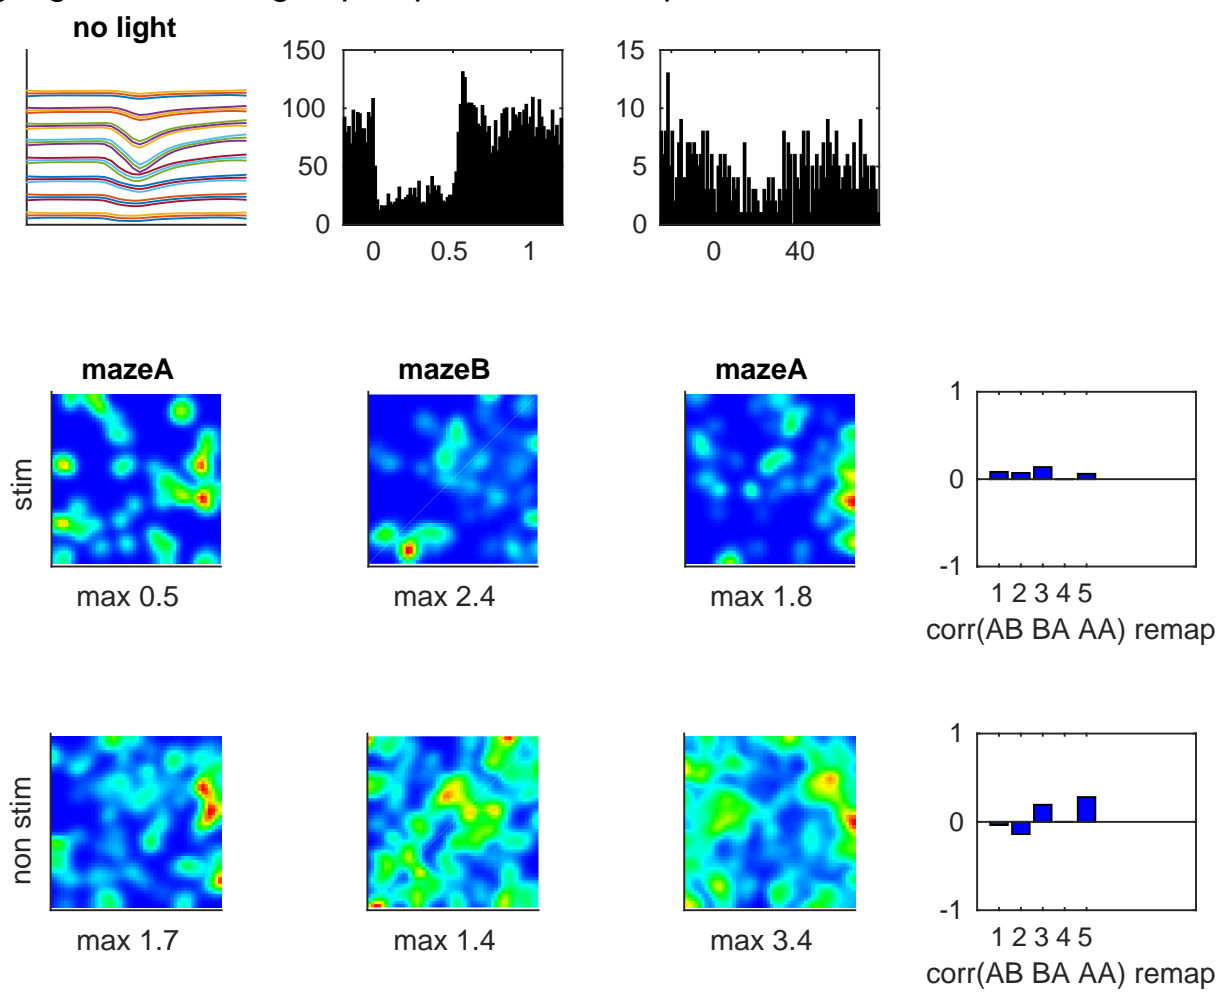 no light
150
100
50
0
0 0.5 1
15
10
5
0
0 40
mazeA mazeB mazeA
stim
max 0.5 max 2.4 max 1.8
1
0
-1
1 2 3 4 5
corr(AB BA AA) remap
non stim
max 1.7 max 1.4 max 3.4
1
0
-1
1 2 3 4 5
corr(AB BA AA) remap